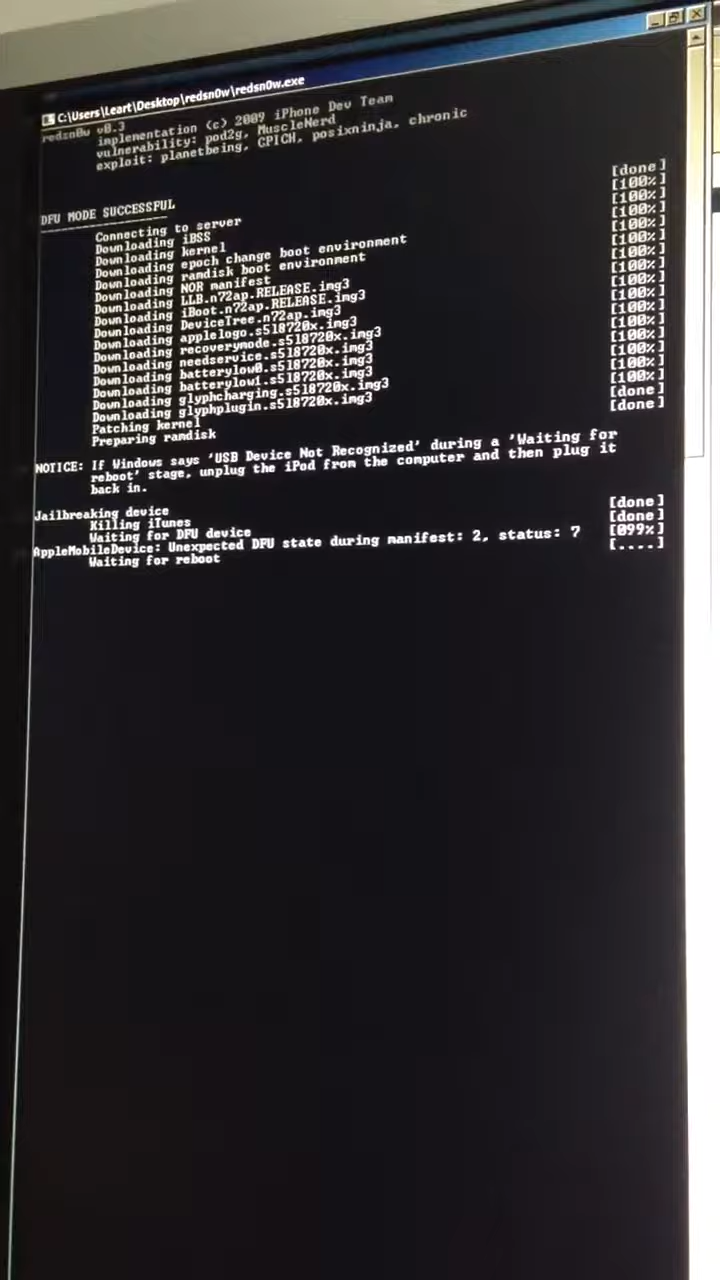 C:\Users\Leart\Desktop\redsn0w\redsn0w.exe
redsn0w v0.3
implementation (c) 2009 iPhone Dev Team
vulnerability: pod2g, MuscleNerd
exploit: planetbeing, CPICH, posixninja, chronic
DFU MODE SUCCESSFUL
Connecting to server [done]
Downloading iBSS [100%]
Downloading kernel [100%]
Downloading epoch change boot environment [100%]
Downloading ramdisk boot environment [100%]
Downloading NOR manifest [100%]
Downloading LLB.n72ap.RELEASE.img3 [100%]
Downloading iBoot.n72ap.RELEASE.img3 [100%]
Downloading DeviceTree.n72ap.img3 [100%]
Downloading applelogo.s5l8720x.img3 [100%]
Downloading recoverymode.s5l8720x.img3 [100%]
Downloading needservice.s5l8720x.img3 [100%]
Downloading batterylow0.s5l8720x.img3 [100%]
Downloading batterylow1.s5l8720x.img3 [100%]
Downloading glyphcharging.s5l8720x.img3 [100%]
Downloading glyphplugin.s5l8720x.img3 [100%]
Patching kernel [done]
Preparing ramdisk [done]
NOTICE: If Windows says 'USB Device Not Recognized' during a 'Waiting for
reboot' stage, unplug the iPod from the computer and then plug it
back in.
Jailbreaking device
Killing iTunes [done]
Waiting for DFU device [done]
AppleMobileDevice: Unexpected DFU state during manifest: 2, status: 7 [099%]
Waiting for reboot [....]